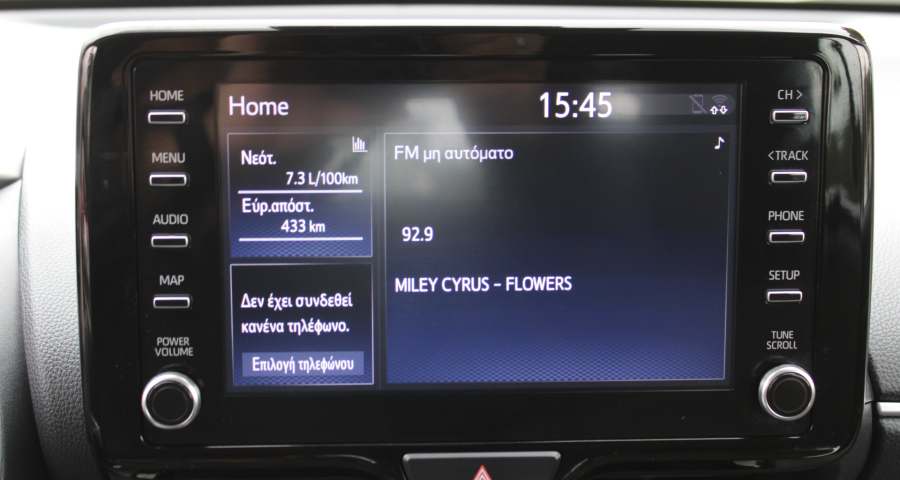 HOME
MENU
AUDIO
MAP
POWER
VOLUME
Home
15:45
Νεότ.
7.3 L/100km
Εύρ.απόστ.
433 km
Δεν έχει συνδεθεί
κανένα τηλέφωνο.
Επιλογή τηλεφώνου
FM μη αυτόματο
92.9
MILEY CYRUS - FLOWERS
CH >
< TRACK
PHONE
SETUP
TUNE
SCROLL